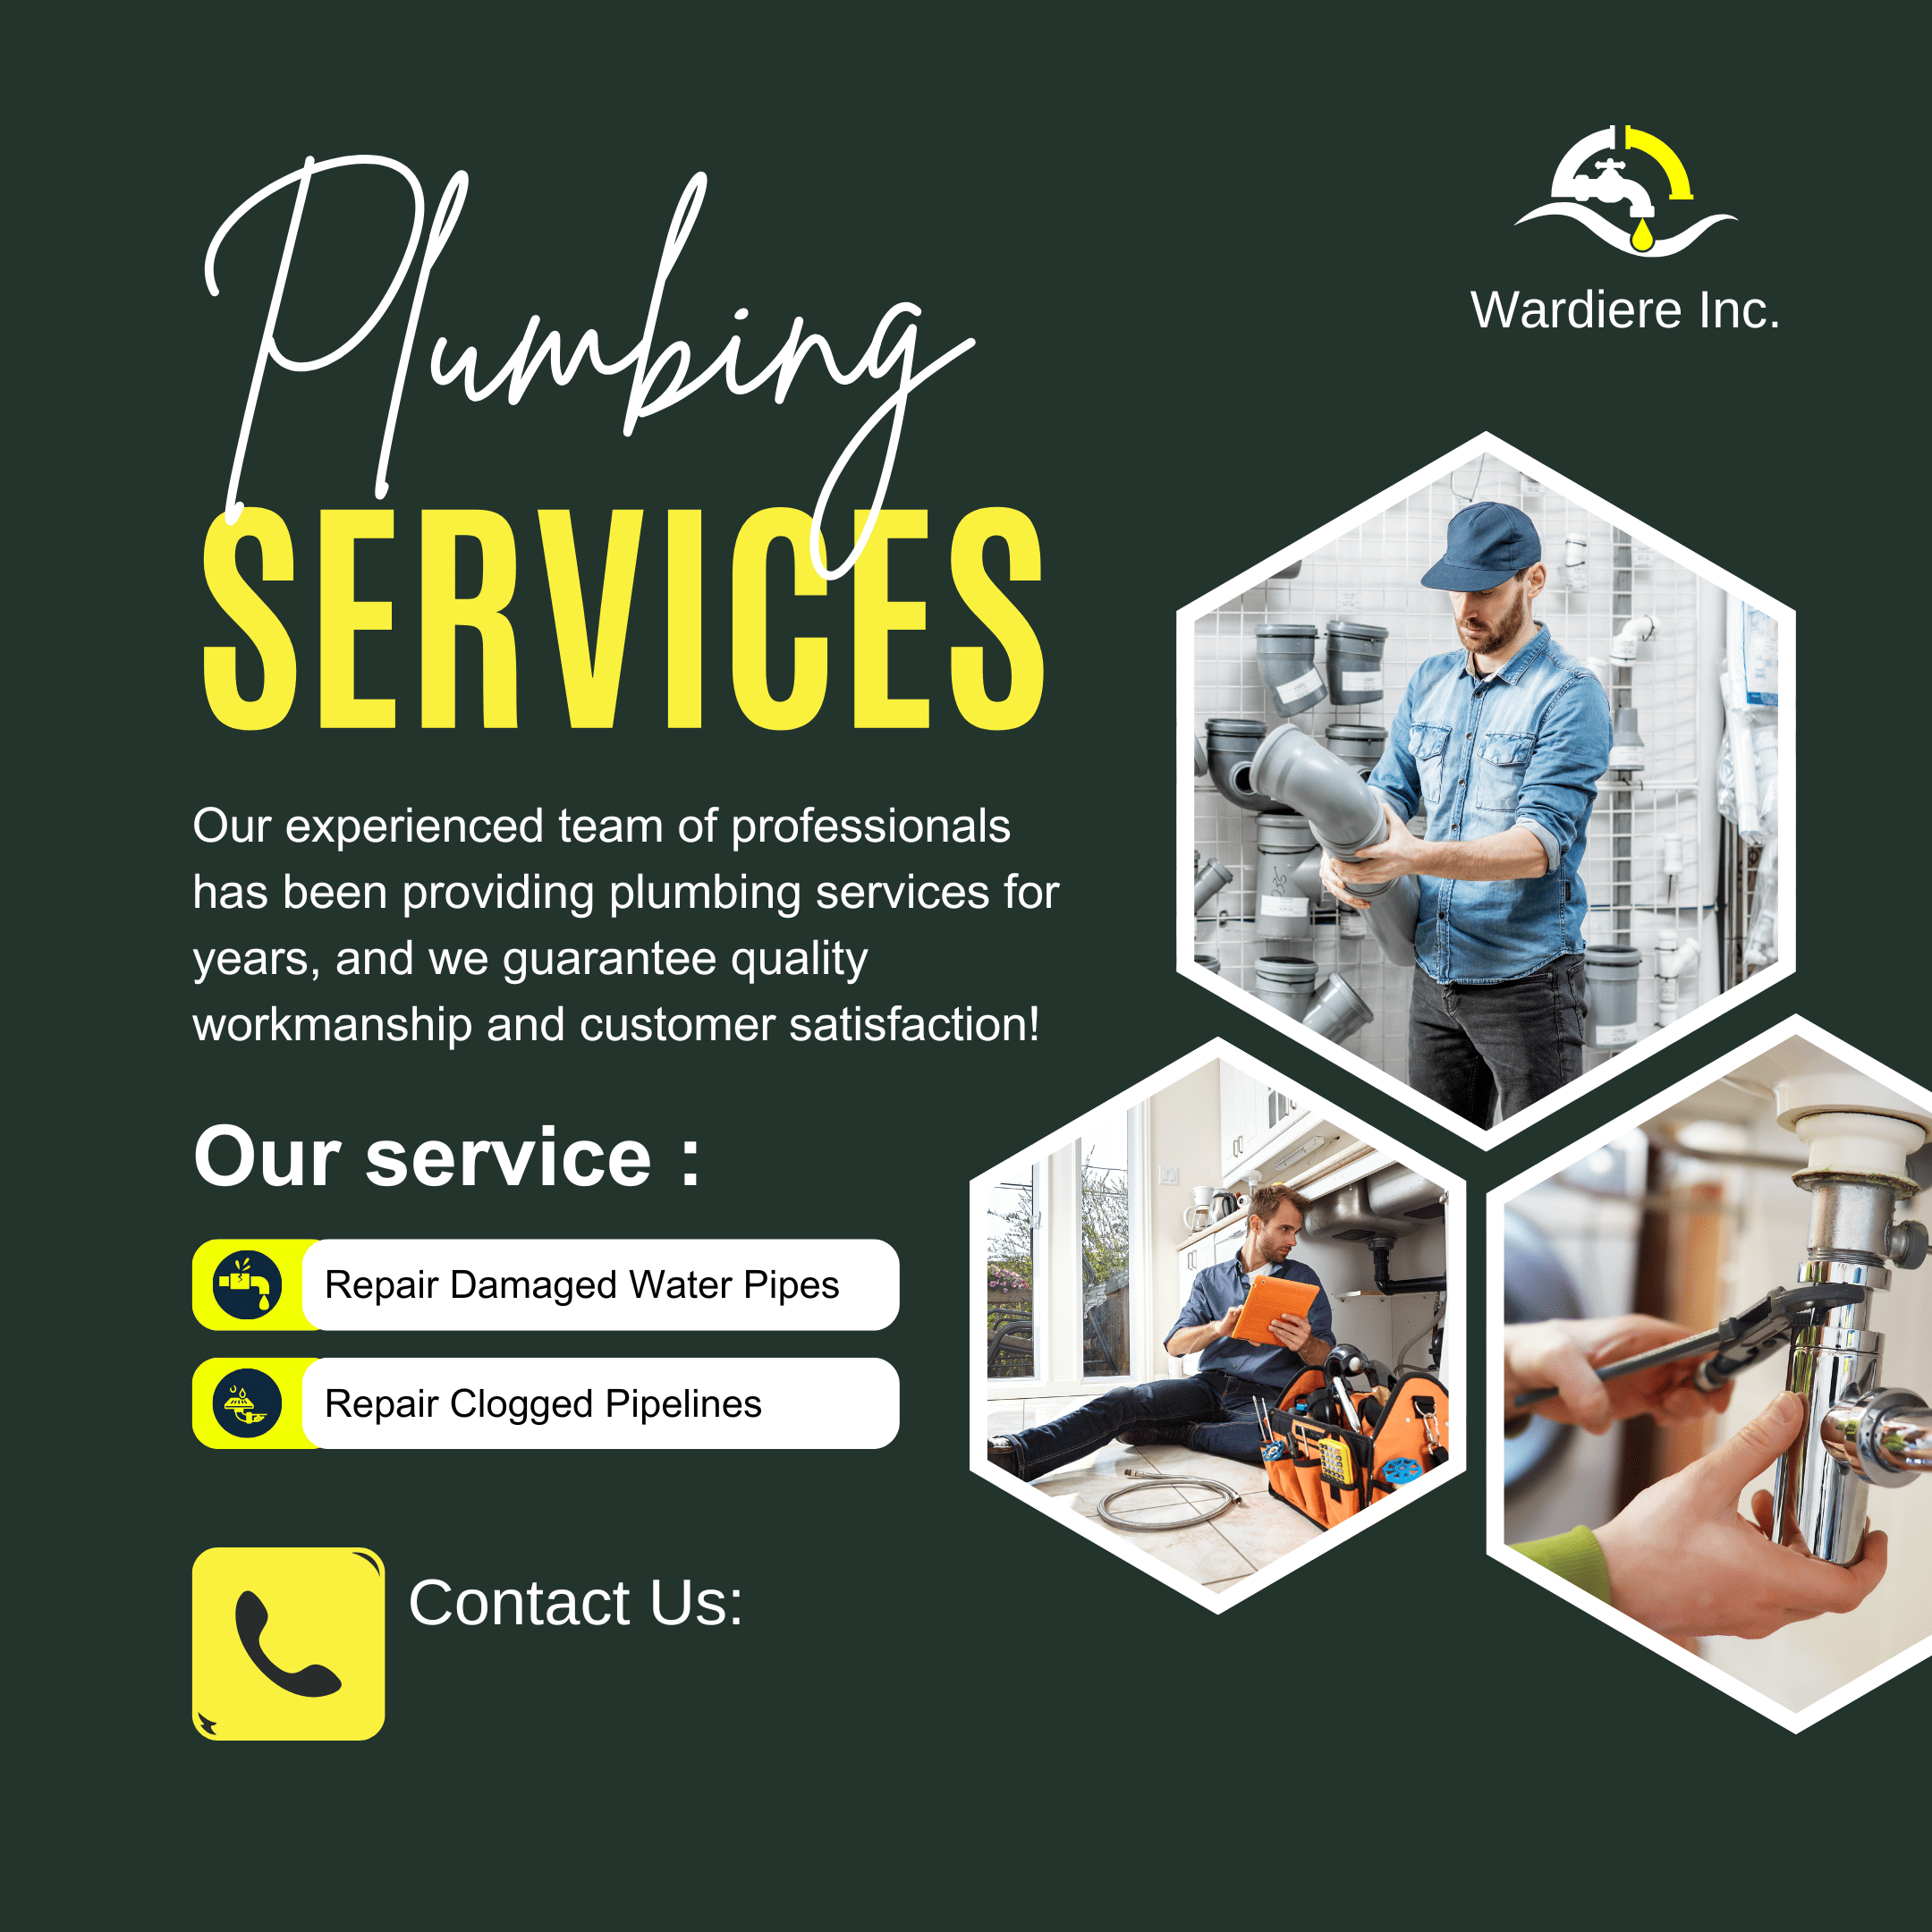 Plumbing
SERVICES
Wardiere Inc.
Our experienced team of professionals
has been providing plumbing services for
years, and we guarantee quality
workmanship and customer satisfaction!
Our service :
Repair Damaged Water Pipes
Repair Clogged Pipelines
Contact Us: